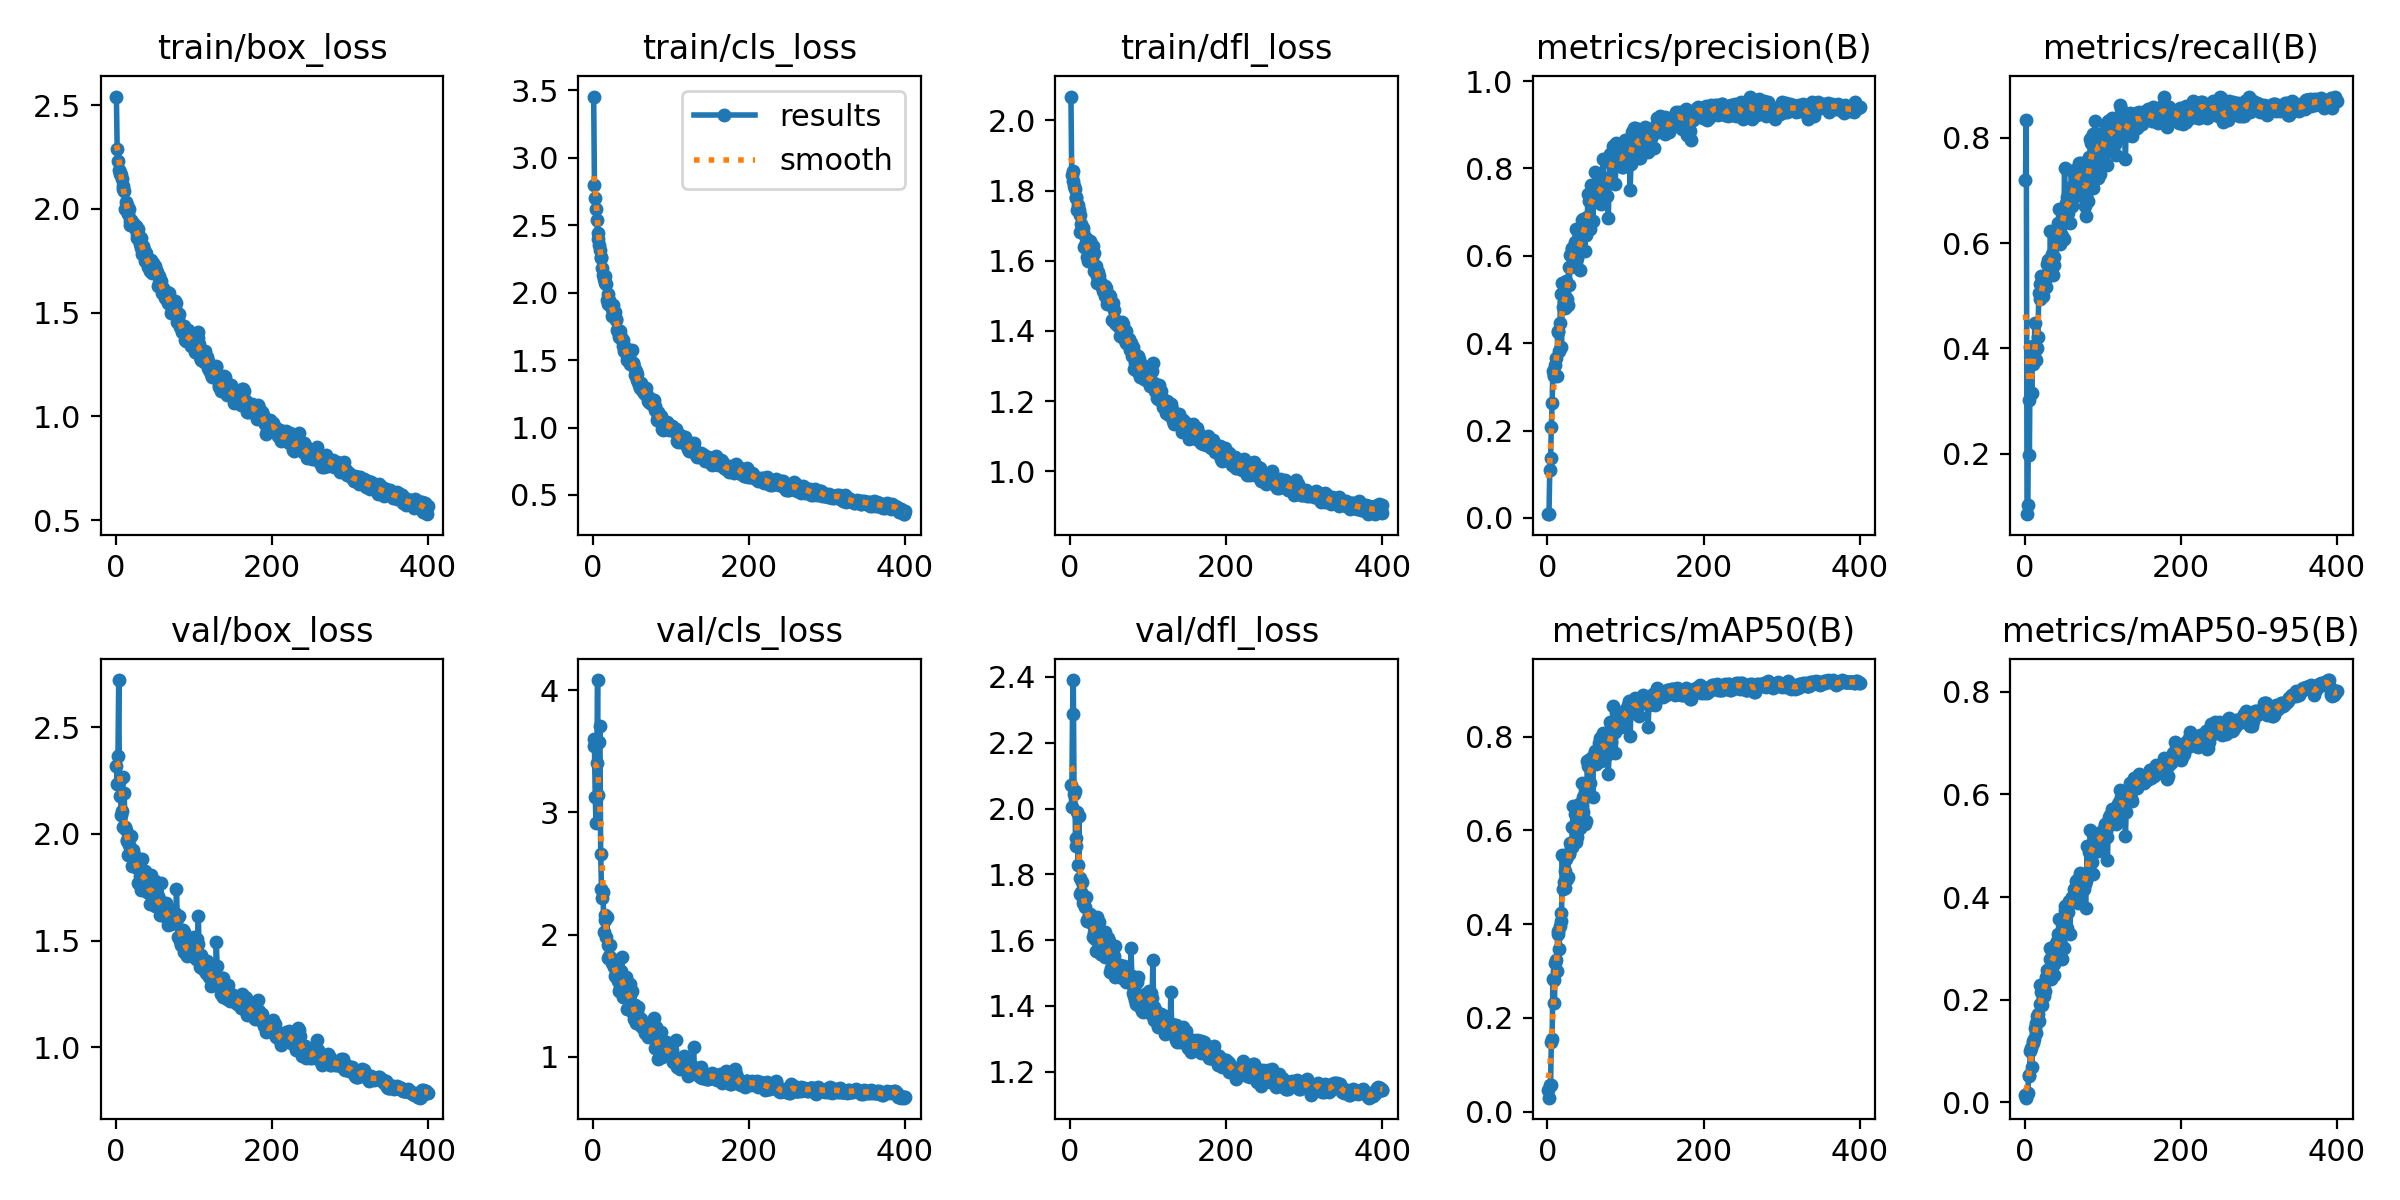 train/box_loss
2.5
2.0
1.5
1.0
0.5
0 200 400
train/cls_loss
results
smooth
3.5
3.0
2.5
2.0
1.5
1.0
0.5
0 200 400
train/dfl_loss
2.0
1.8
1.6
1.4
1.2
1.0
0 200 400
metrics/precision(B)
1.0
0.8
0.6
0.4
0.2
0.0
0 200 400
metrics/recall(B)
0.8
0.6
0.4
0.2
0 200 400
val/box_loss
2.5
2.0
1.5
1.0
0 200 400
val/cls_loss
4
3
2
1
0 200 400
val/dfl_loss
2.4
2.2
2.0
1.8
1.6
1.4
1.2
0 200 400
metrics/mAP50(B)
0.8
0.6
0.4
0.2
0.0
0 200 400
metrics/mAP50-95(B)
0.8
0.6
0.4
0.2
0.0
0 200 400